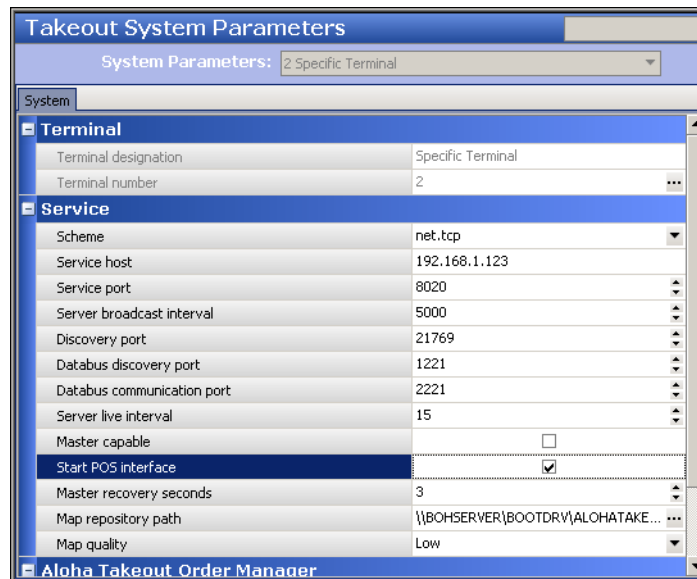 Takeout System Parameters
System Parameters: 2 Specific Terminal
System
Terminal
Terminal designation Specific Terminal
Terminal number 2 ...
Service
Scheme net.tcp
Service host 192.168.1.123
Service port 8020
Server broadcast interval 5000
Discovery port 21769
Databus discovery port 1221
Databus communication port 2221
Server live interval 15
Master capable
Start POS interface
Master recovery seconds 3
Map repository path \\BOHSERVER\BOOTDRV\ALOHATAKE... ...
Map quality Low
Aloha Takeout Order Manager